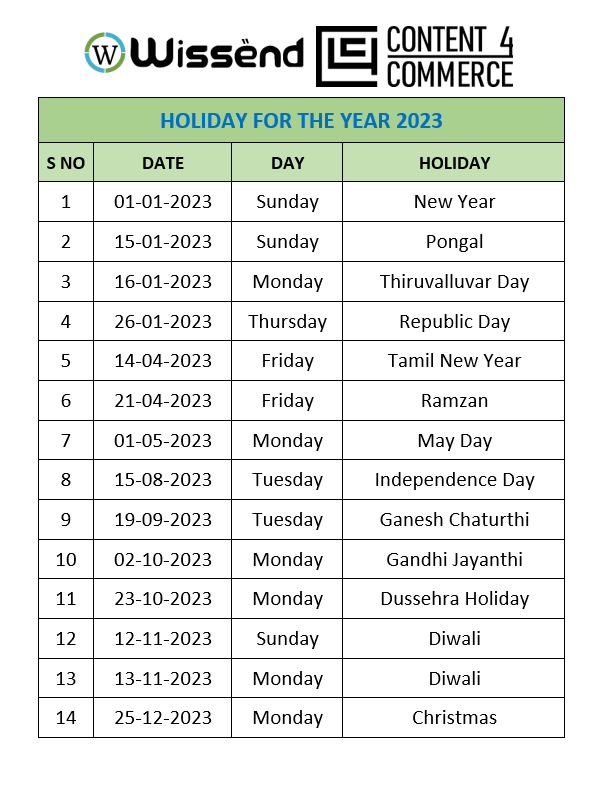 W Wissend CONTENT 4
COMMERCE
HOLIDAY FOR THE YEAR 2023
S NO DATE DAY HOLIDAY
1 01-01-2023 Sunday New Year
2 15-01-2023 Sunday Pongal
3 16-01-2023 Monday Thiruvalluvar Day
4 26-01-2023 Thursday Republic Day
5 14-04-2023 Friday Tamil New Year
6 21-04-2023 Friday Ramzan
7 01-05-2023 Monday May Day
8 15-08-2023 Tuesday Independence Day
9 19-09-2023 Tuesday Ganesh Chaturthi
10 02-10-2023 Monday Gandhi Jayanthi
11 23-10-2023 Monday Dussehra Holiday
12 12-11-2023 Sunday Diwali
13 13-11-2023 Monday Diwali
14 25-12-2023 Monday Christmas